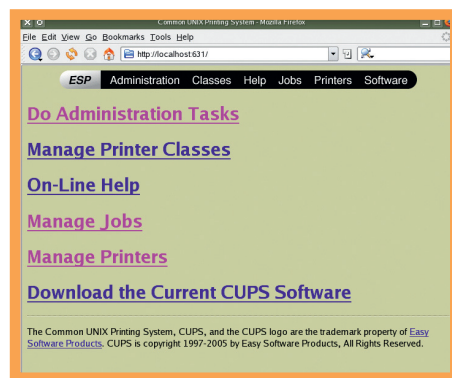 Common UNIX Printing System - Mozilla Firefox
File Edit View Go Bookmarks Tools Help
http://localhost:631/
ESP Administration Classes Help Jobs Printers Software
Do Administration Tasks
Manage Printer Classes
On-Line Help
Manage Jobs
Manage Printers
Download the Current CUPS Software
The Common UNIX Printing System, CUPS, and the CUPS logo are the trademark property of Easy
Software Products. CUPS is copyright 1997-2005 by Easy Software Products, All Rights Reserved.